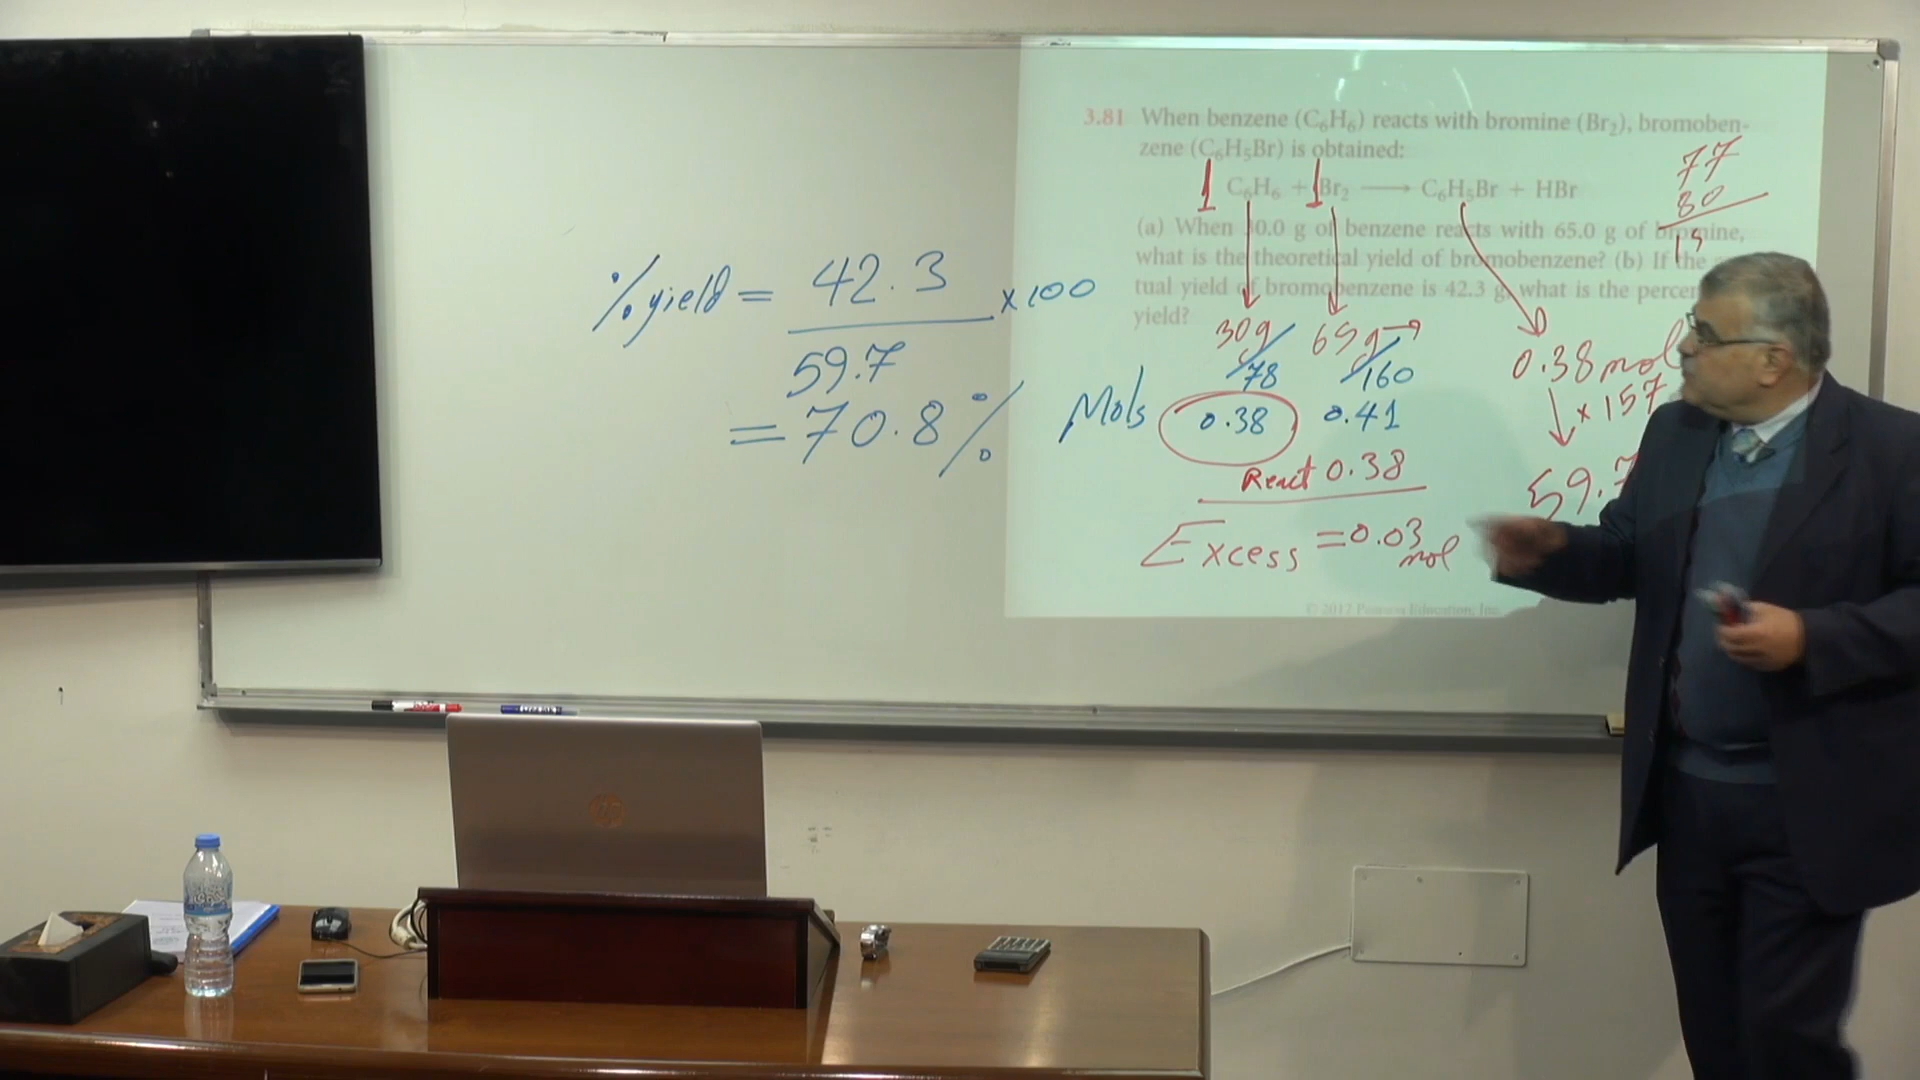 3.81 When benzene (C₆H₆) reacts with bromine (Br₂), bromoben-
zene (C₆H₅Br) is obtained:
1 C₆H₆ + 1 Br₂ → C₆H₅Br + HBr
(a) When 30.0 g of benzene reacts with 65.0 g of bromine,
what is the theoretical yield of bromobenzene? (b) If the
tual yield of bromobenzene is 42.3 g, what is the percen
yield?
77
80
% yield = 42.3 × 100
59.7
= 70.8 %
30g 65g → 0.38 mol
/78 /160 × 157
Mols 0.38 0.41
React 0.38 59.7
Excess = 0.03 mol
© 2012 Pearson Education, Inc.
hp